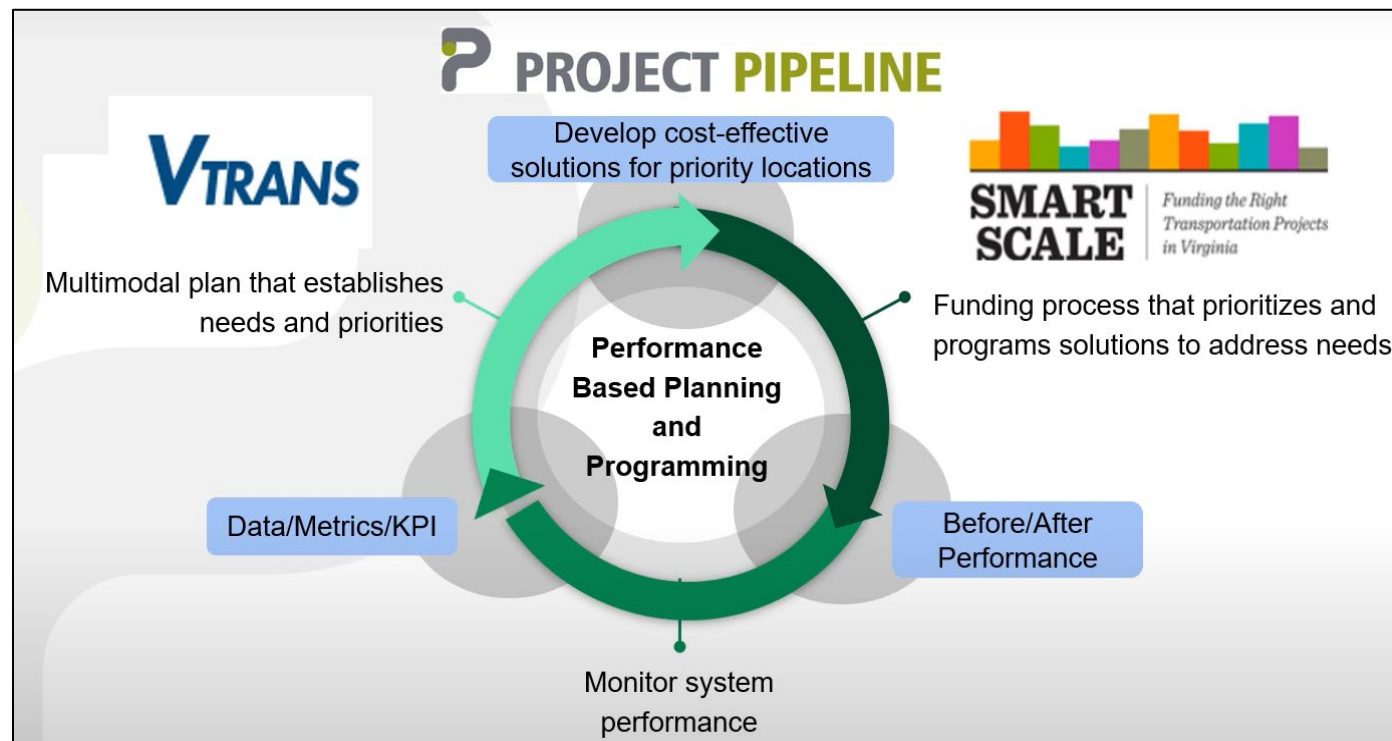 PROJECT PIPELINE
Develop cost-effective
solutions for priority locations
VTRANS
Multimodal plan that establishes
needs and priorities
SMART
SCALE
Funding the Right
Transportation Projects
in Virginia
Funding process that prioritizes and
programs solutions to address needs
Performance
Based Planning
and
Programming
Data/Metrics/KPI
Before/After
Performance
Monitor system
performance